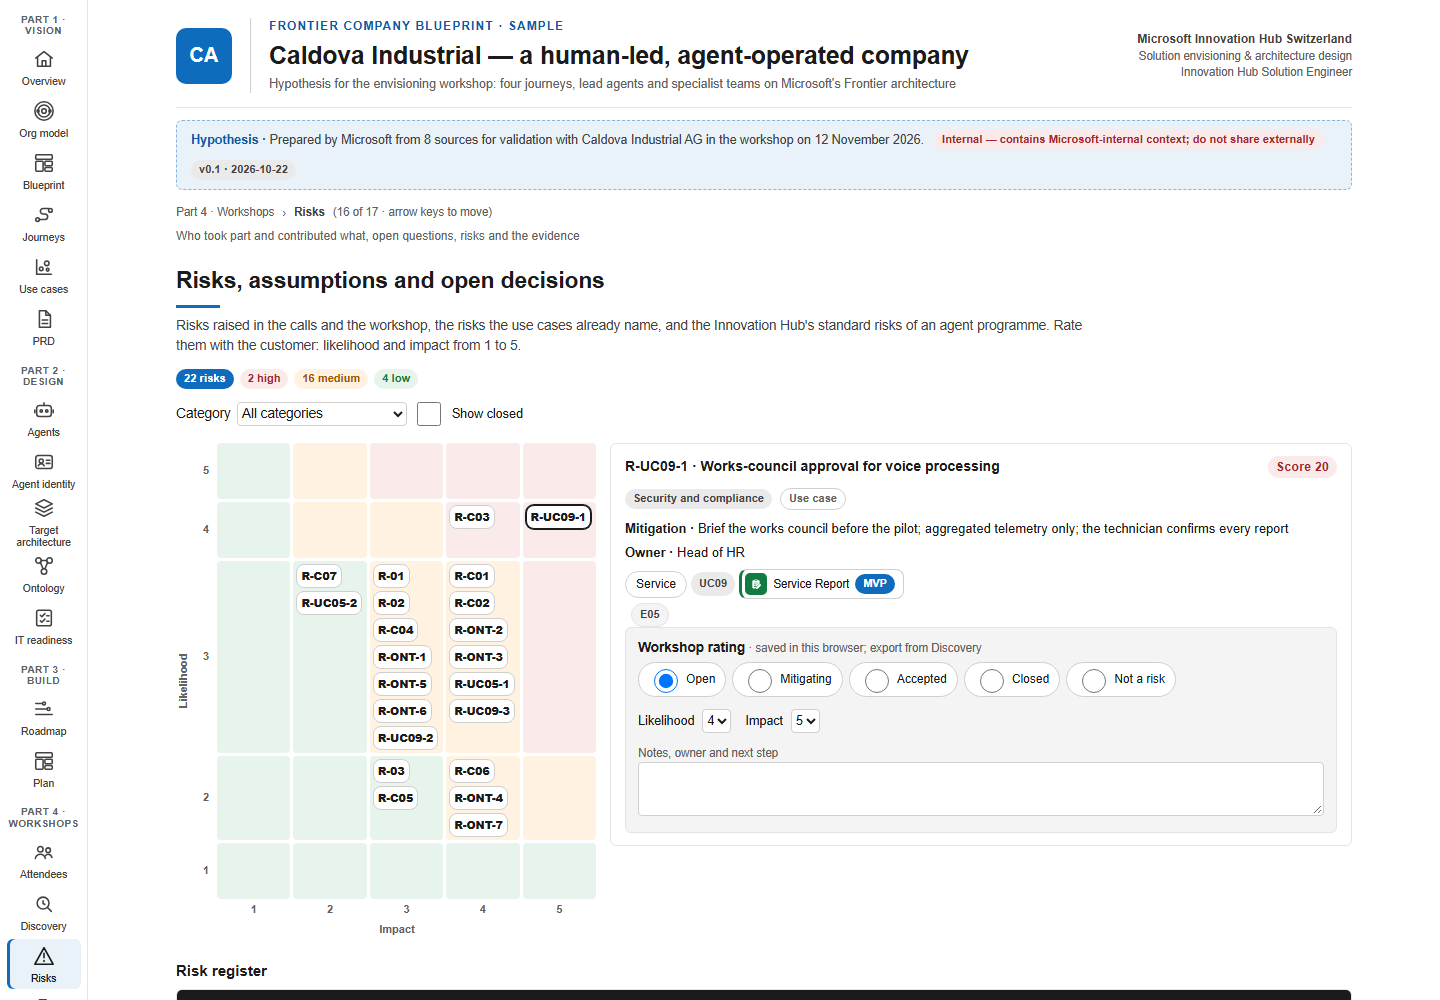 PART 1 ·
VISION
Overview
Org model
Blueprint
Journeys
Use cases
PRD
PART 2 ·
DESIGN
Agents
Agent identity
Target
architecture
Ontology
IT readiness
PART 3 ·
BUILD
Roadmap
Plan
PART 4 ·
WORKSHOPS
Attendees
Discovery
Risks
CA
FRONTIER COMPANY BLUEPRINT · SAMPLE
Caldova Industrial — a human-led, agent-operated company
Hypothesis for the envisioning workshop: four journeys, lead agents and specialist teams on Microsoft's Frontier architecture
Microsoft Innovation Hub Switzerland
Solution envisioning & architecture design
Innovation Hub Solution Engineer
Hypothesis · Prepared by Microsoft from 8 sources for validation with Caldova Industrial AG in the workshop on 12 November 2026. Internal — contains Microsoft-internal context; do not share externally
v0.1 · 2026-10-22
Part 4 · Workshops › Risks (16 of 17 · arrow keys to move)
Who took part and contributed what, open questions, risks and the evidence
Risks, assumptions and open decisions
Risks raised in the calls and the workshop, the risks the use cases already name, and the Innovation Hub's standard risks of an agent programme. Rate
them with the customer: likelihood and impact from 1 to 5.
22 risks 2 high 16 medium 4 low
Category All categories Show closed
Likelihood
5
4 R-C03 R-UC09-1
3
R-C07 R-01 R-C01
R-UC05-2 R-02 R-C02
R-C04 R-ONT-2
R-ONT-1 R-ONT-3
R-ONT-5 R-UC05-1
R-ONT-6 R-UC09-3
R-UC09-2
2
R-03 R-C06
R-C05 R-ONT-4
R-ONT-7
1
1 2 3 4 5
Impact
R-UC09-1 · Works-council approval for voice processing Score 20
Security and compliance Use case
Mitigation · Brief the works council before the pilot; aggregated telemetry only; the technician confirms every report
Owner · Head of HR
Service UC09 Service Report MVP
E05
Workshop rating · saved in this browser; export from Discovery
Open Mitigating Accepted Closed Not a risk
Likelihood 4 Impact 5
Notes, owner and next step
Risk register